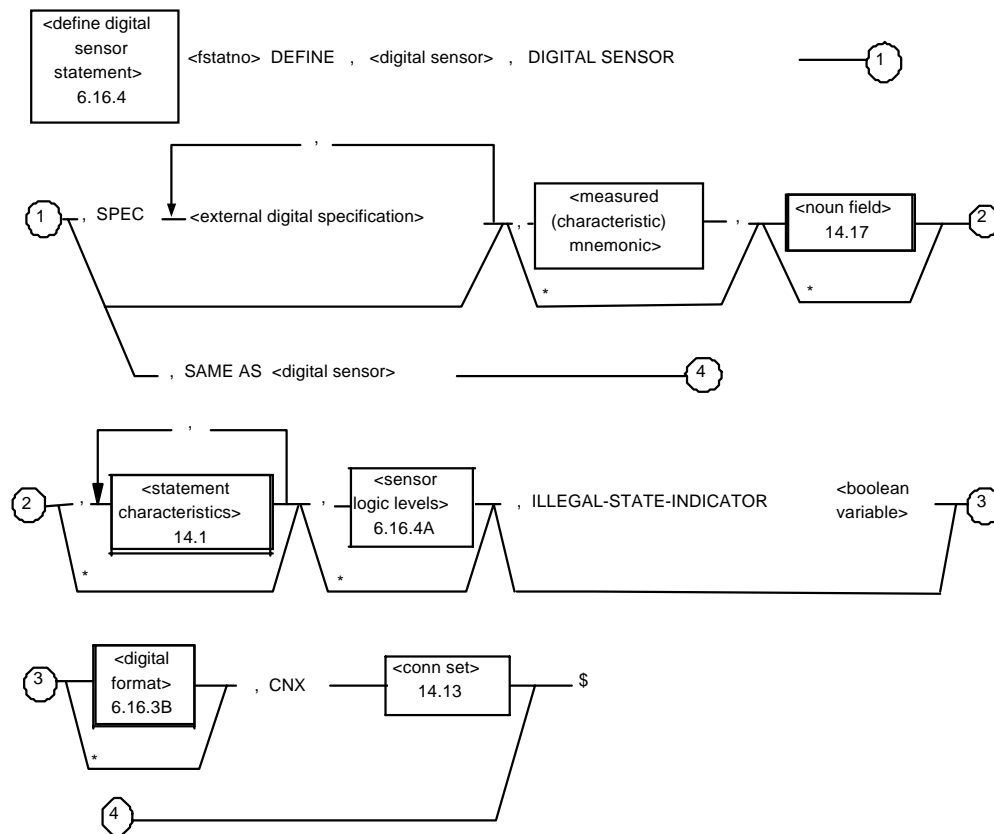 <define digital
sensor
statement>
6.16.4
<fstatno> DEFINE , <digital sensor> , DIGITAL SENSOR
1
,
1
, SPEC
<external digital specification>
,
<measured
(characteristic)
mnemonic>
,
<noun field>
14.17
2
*
*
, SAME AS <digital sensor>
4
,
2
,
<statement
characteristics>
14.1
,
<sensor
logic levels>
6.16.4A
, ILLEGAL-STATE-INDICATOR
<boolean
variable>
3
*
*
3
<digital
format>
6.16.3B
, CNX
<conn set>
14.13
$
*
4